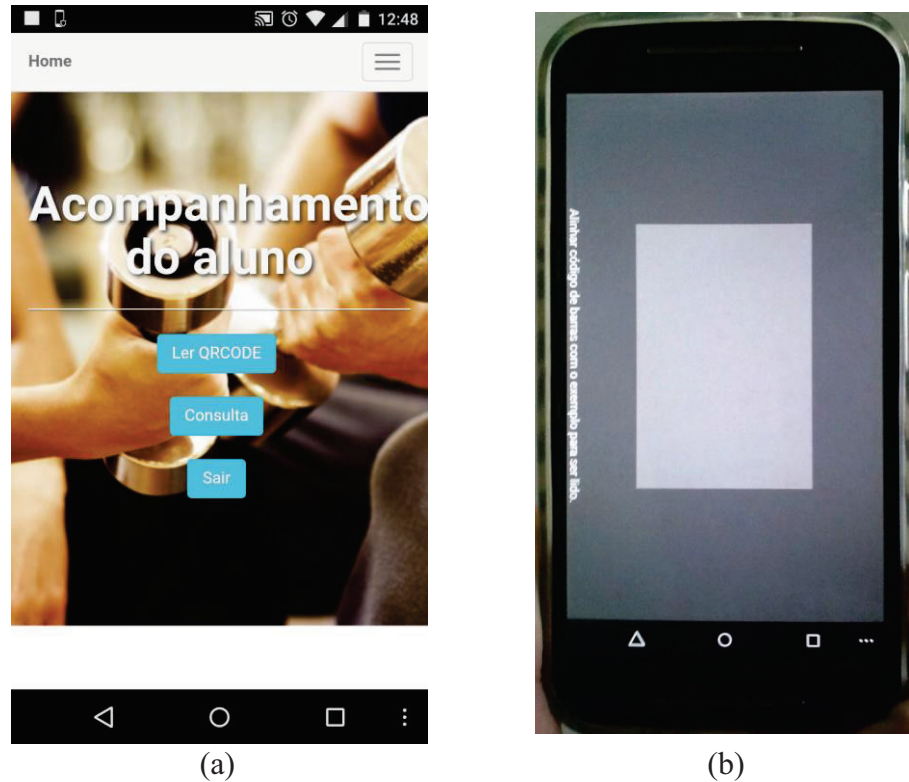 12:48
Home
Acompanhamento
do aluno
Ler QRCODE
Consulta
Sair
Alinhar código de barras com o exemplo para ser lido.
(a)
(b)